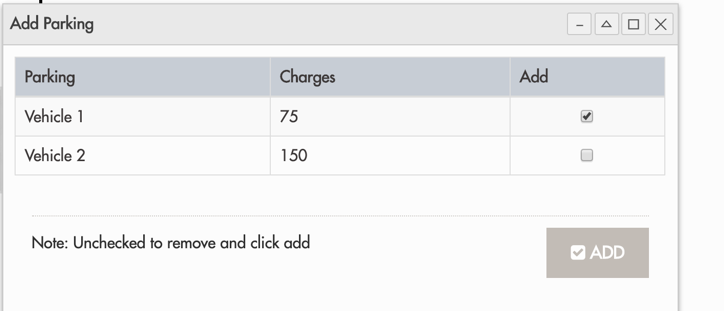 Add Parking
Parking Charges Add
Vehicle 1 75
Vehicle 2 150
Note: Unchecked to remove and click add
ADD